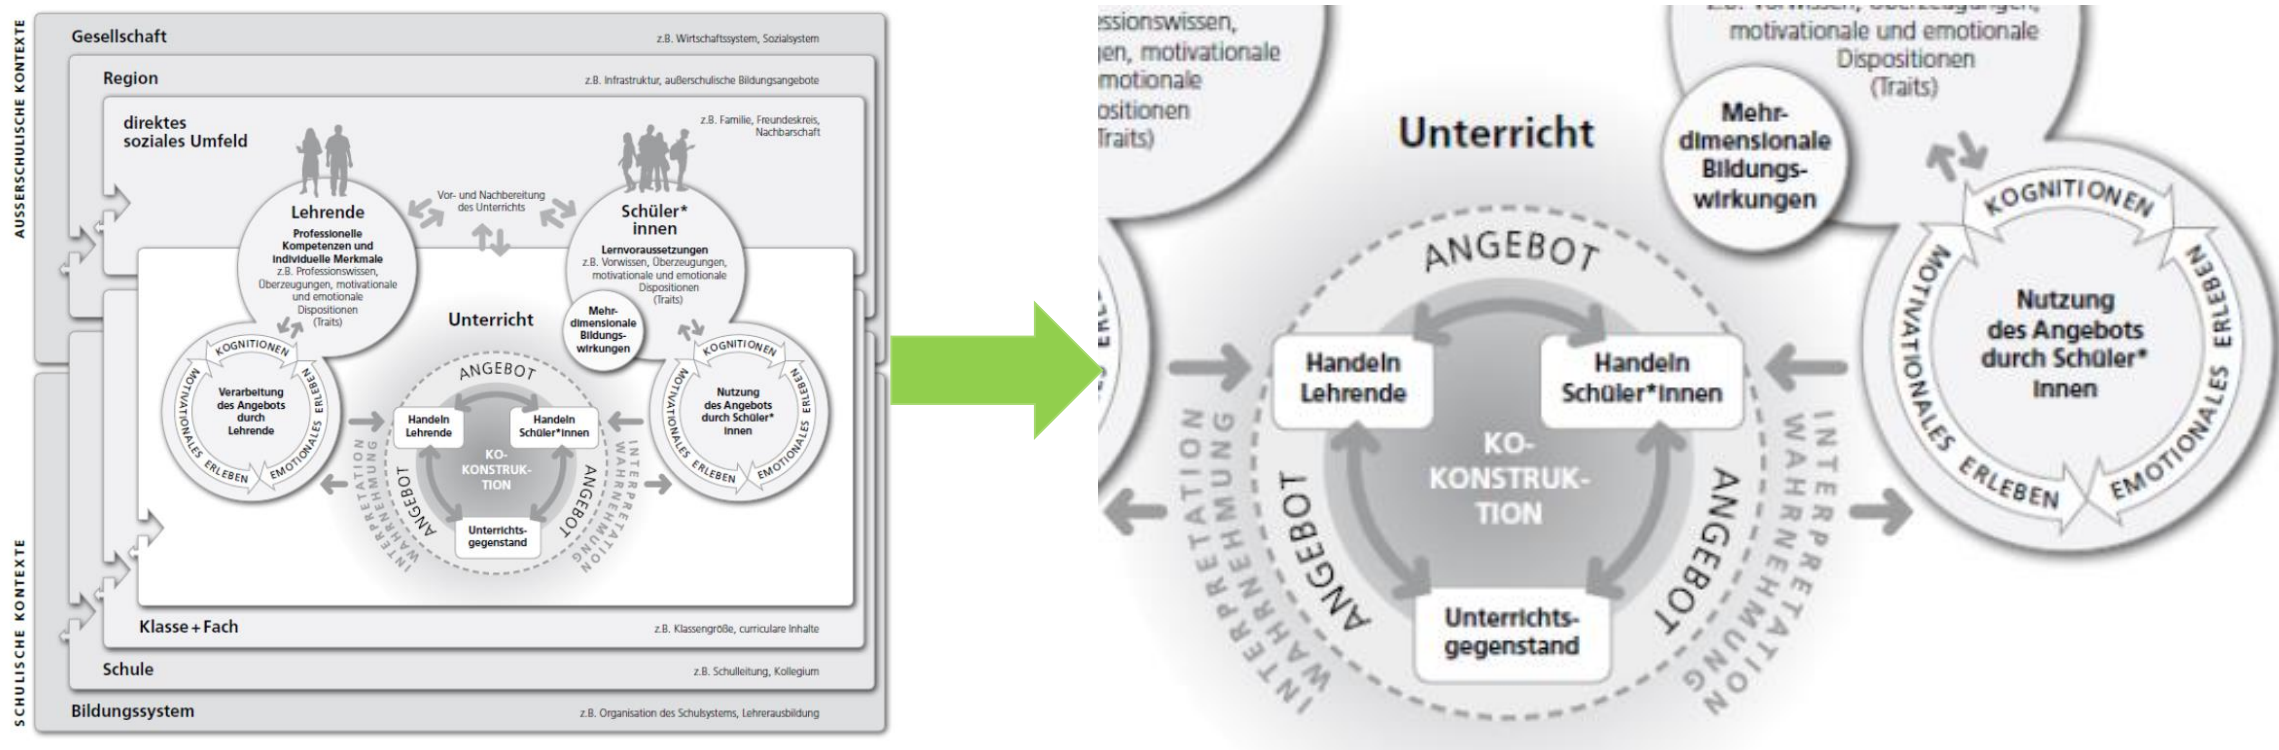 AUSSERSCHULISCHE KONTEXTE
SCHULISCHE KONTEXTE
Gesellschaft
z.B. Wirtschaftssystem, Sozialsystem
Region
z.B. Infrastruktur, außerschulische Bildungsangebote
direktes
soziales Umfeld
z.B. Familie, Freundeskreis,
Nachbarschaft
Vor- und Nachbereitung
des Unterrichts
Lehrende
Professionelle
Kompetenzen und
individuelle Merkmale
z.B. Professionswissen,
Überzeugungen, motivationale
und emotionale
Dispositionen
(Traits)
Schüler*
innen
Lernvoraussetzungen
z.B. Vorwissen, Überzeugungen,
motivationale und emotionale
Dispositionen
(Traits)
Mehr-
dimensionale
Bildungs-
wirkungen
Unterricht
KOGNITIONEN
EMOTIONALES ERLEBEN
MOTIVATIONALES ERLEBEN
Verarbeitung
des Angebots
durch
Lehrende
ANGEBOT
ANGEBOT
ANGEBOT
Handeln
Lehrende
Handeln
Schüler*innen
KO-
KONSTRUK-
TION
Unterrichts-
gegenstand
INTERPRETATION
WAHRNEHMUNG
INTERPRETATION
WAHRNEHMUNG
KOGNITIONEN
EMOTIONALES ERLEBEN
MOTIVATIONALES ERLEBEN
Nutzung
des Angebots
durch Schüler*
innen
Klasse + Fach
z.B. Klassengröße, curriculare Inhalte
Schule
z.B. Schulleitung, Kollegium
Bildungssystem
z.B. Organisation des Schulsystems, Lehrerausbildung
essionswissen,
en, motivationale
motionale
ositionen
Traits)
z.B. Vorwissen, Überzeugungen,
motivationale und emotionale
Dispositionen
(Traits)
Unterricht
Mehr-
dimensionale
Bildungs-
wirkungen
ANGEBOT
ANGEBOT
ANGEBOT
Handeln
Lehrende
Handeln
Schüler*innen
KO-
KONSTRUK-
TION
Unterrichts-
gegenstand
INTERPRETATION
WAHRNEHMUNG
INTERPRETATION
WAHRNEHMUNG
KOGNITIONEN
EMOTIONALES ERLEBEN
MOTIVATIONALES ERLEBEN
Nutzung
des Angebots
durch Schüler*
innen